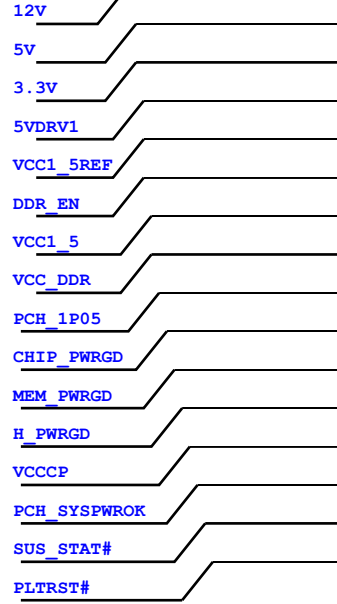 12V
5V
3.3V
5VDRV1
VCC1_5REF
DDR_EN
VCC1_5
VCC_DDR
PCH_1P05
CHIP_PWRGD
MEM_PWRGD
H_PWRGD
VCCCP
PCH_SYSPWROK
SUS_STAT#
PLTRST#